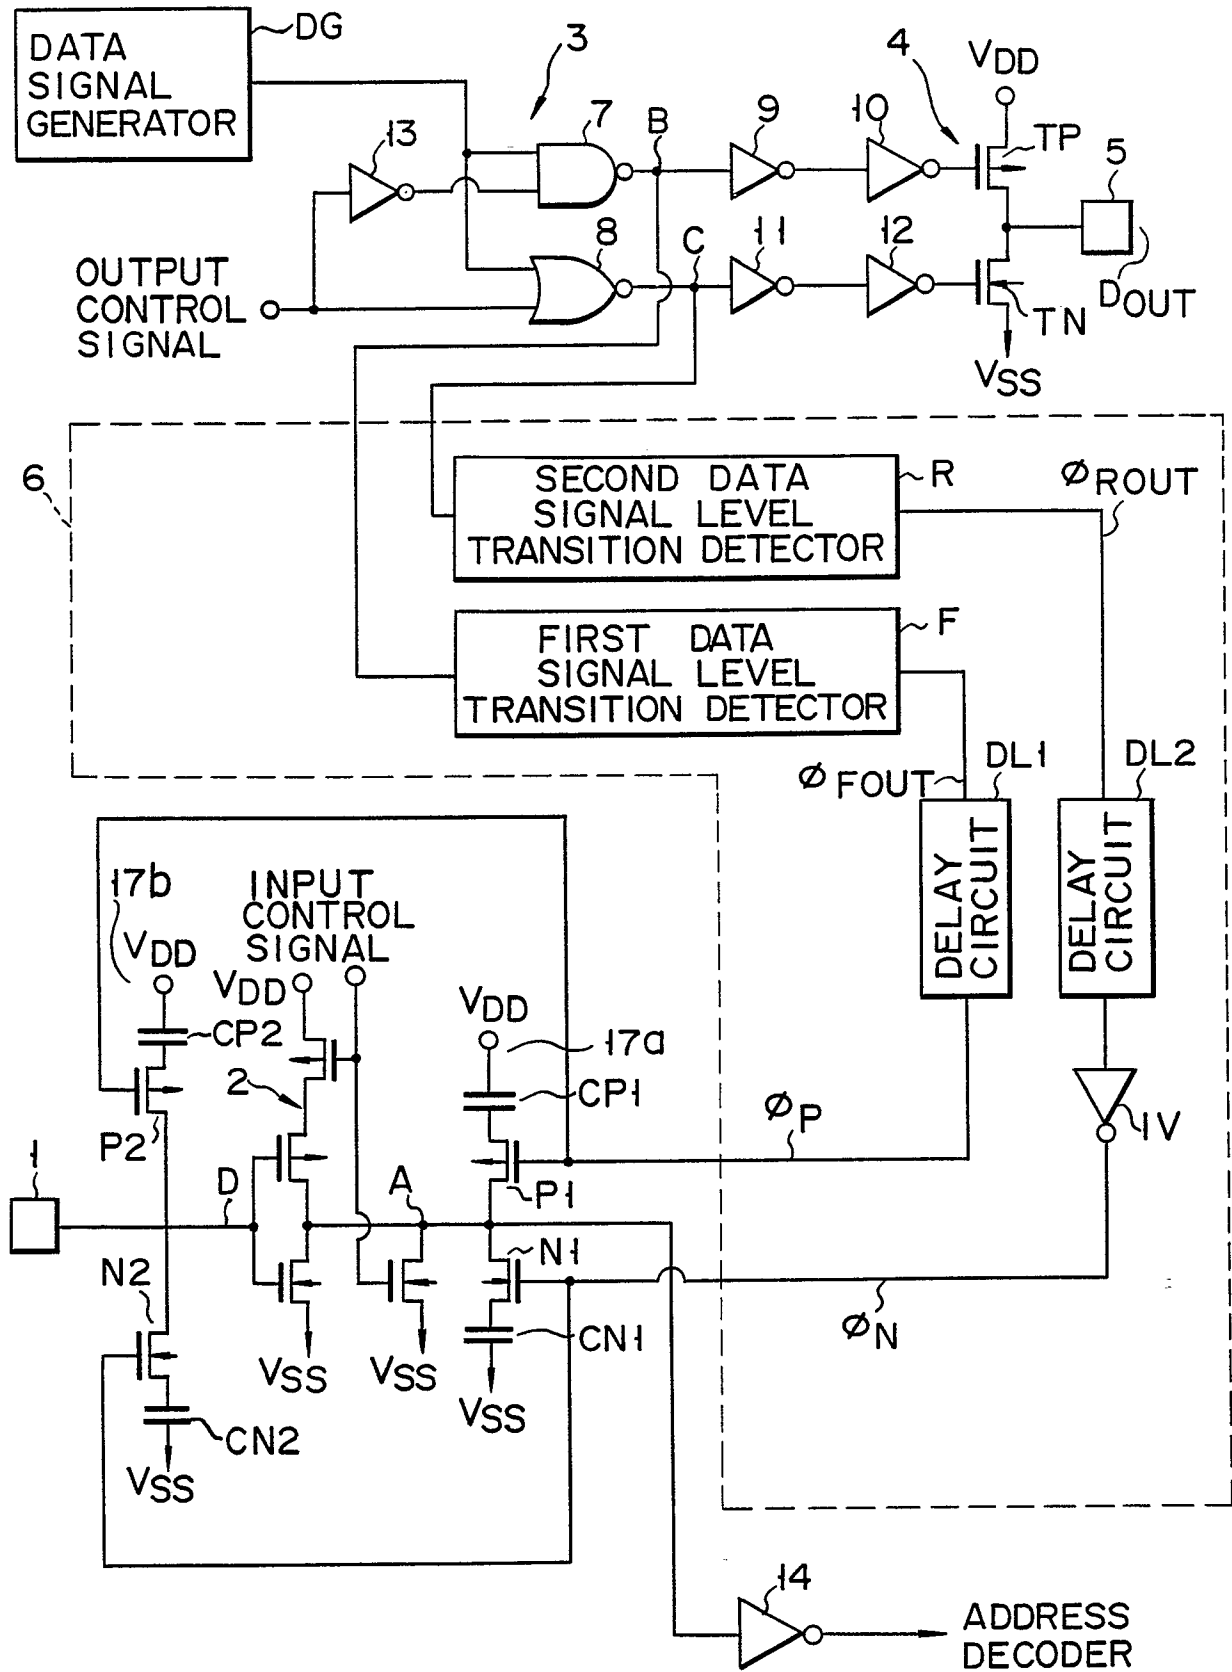 DG
DATA
SIGNAL
GENERATOR
3
4
VDD
13
7
B
9
10
TP
5
8
C
11
12
OUTPUT
CONTROL
SIGNAL
TN
DOUT
VSS
6
SECOND DATA
SIGNAL LEVEL
TRANSITION DETECTOR
R
ØROUT
FIRST DATA
SIGNAL LEVEL
TRANSITION DETECTOR
F
ØFOUT
DL1
DL2
DELAY
CIRCUIT
DELAY
CIRCUIT
17b
INPUT
CONTROL
SIGNAL
VDD
VDD
VDD
CP2
17a
2
CP1
P2
ØP
1V
1
D
A
P1
N2
N1
ØN
CN1
VSS
VSS
VSS
CN2
VSS
14
ADDRESS
DECODER